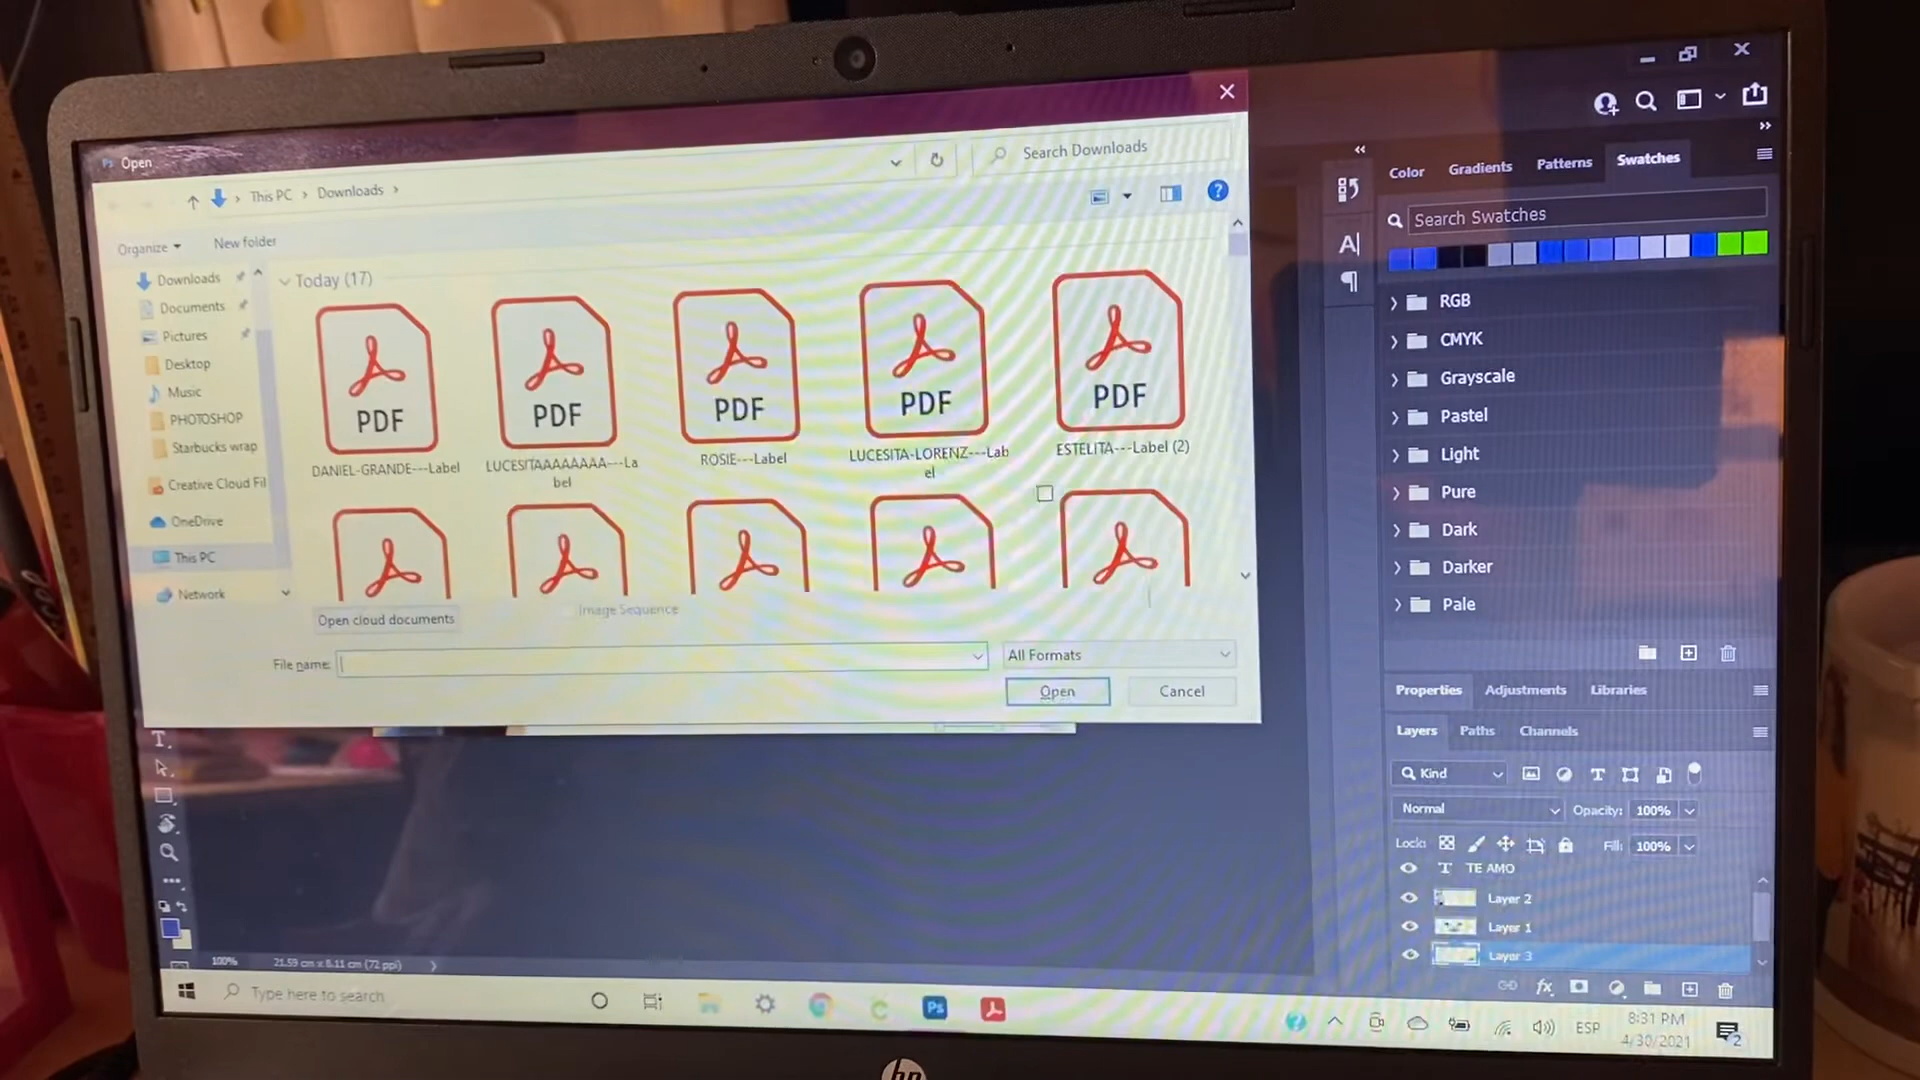 Ps Open
This PC > Downloads >
Search Downloads
Organize
New folder
Downloads
Documents
Pictures
Desktop
Music
PHOTOSHOP
Starbucks wrap
Creative Cloud Fil
OneDrive
This PC
Network
Today (17)
PDF
PDF
PDF
PDF
PDF
DANIEL-GRANDE---Label
LUCESITAAAAAAAA---La
bel
ROSIE---Label
LUCESITA-LORENZ---Lab
el
ESTELITA---Label (2)
Open cloud documents
Image Sequence
File name:
All Formats
Open
Cancel
Color
Gradients
Patterns
Swatches
Search Swatches
RGB
CMYK
Grayscale
Pastel
Light
Pure
Dark
Darker
Pale
Properties
Adjustments
Libraries
Layers
Paths
Channels
Kind
Normal
Opacity: 100%
Lock:
Fill: 100%
TE AMO
Layer 2
Layer 1
Layer 3
fx
100%
21.59 cm x 8.11 cm (72 ppi)
Type here to search
Ps
ESP
8:31 PM
4/30/2021
2
hp